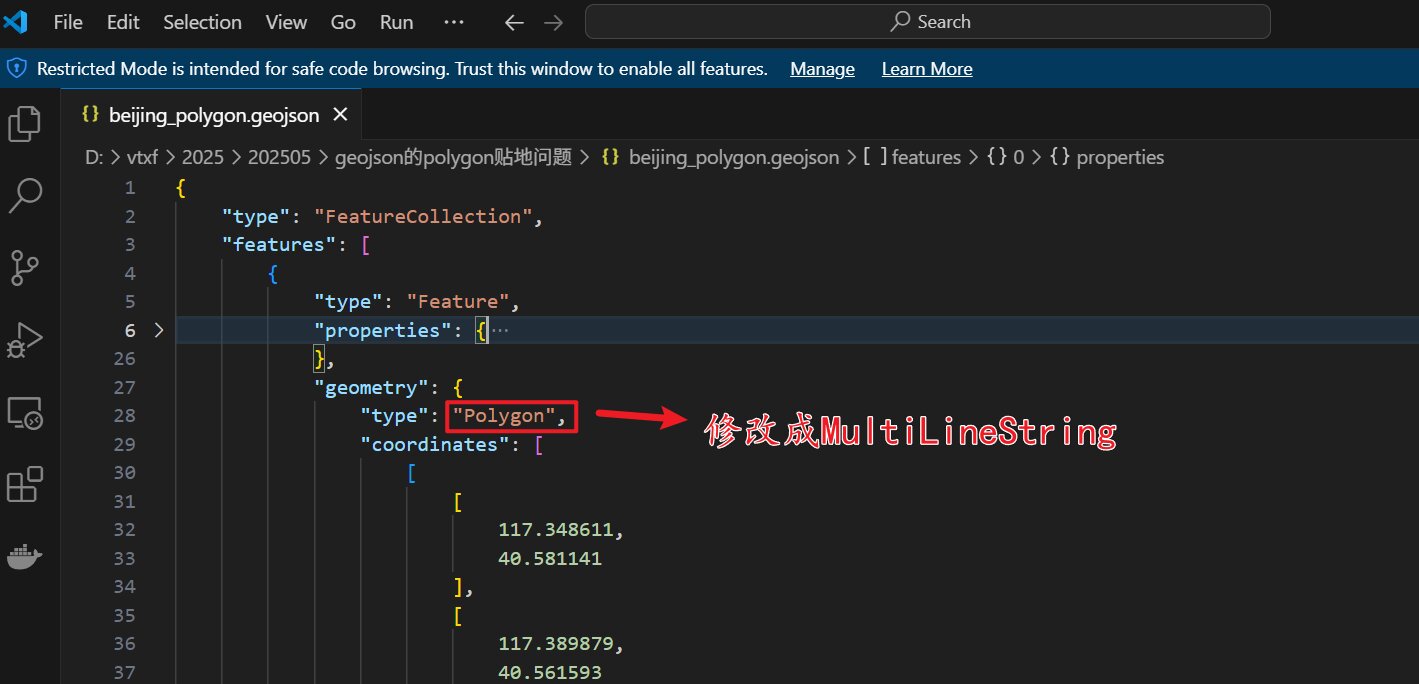 File Edit Selection View Go Run ··· Search
Restricted Mode is intended for safe code browsing. Trust this window to enable all features. Manage Learn More
{} beijing_polygon.geojson ×
D: > vtxf > 2025 > 202505 > geojson的polygon贴地问题 > {} beijing_polygon.geojson > [ ] features > {} 0 > {} properties
1 {
2 "type": "FeatureCollection",
3 "features": [
4 {
5 "type": "Feature",
6 > "properties": {···
26 },
27 "geometry": {
28 "type": "Polygon", 修改成MultiLineString
29 "coordinates": [
30 [
31 [
32 117.348611,
33 40.581141
34 ],
35 [
36 117.389879,
37 40.561593